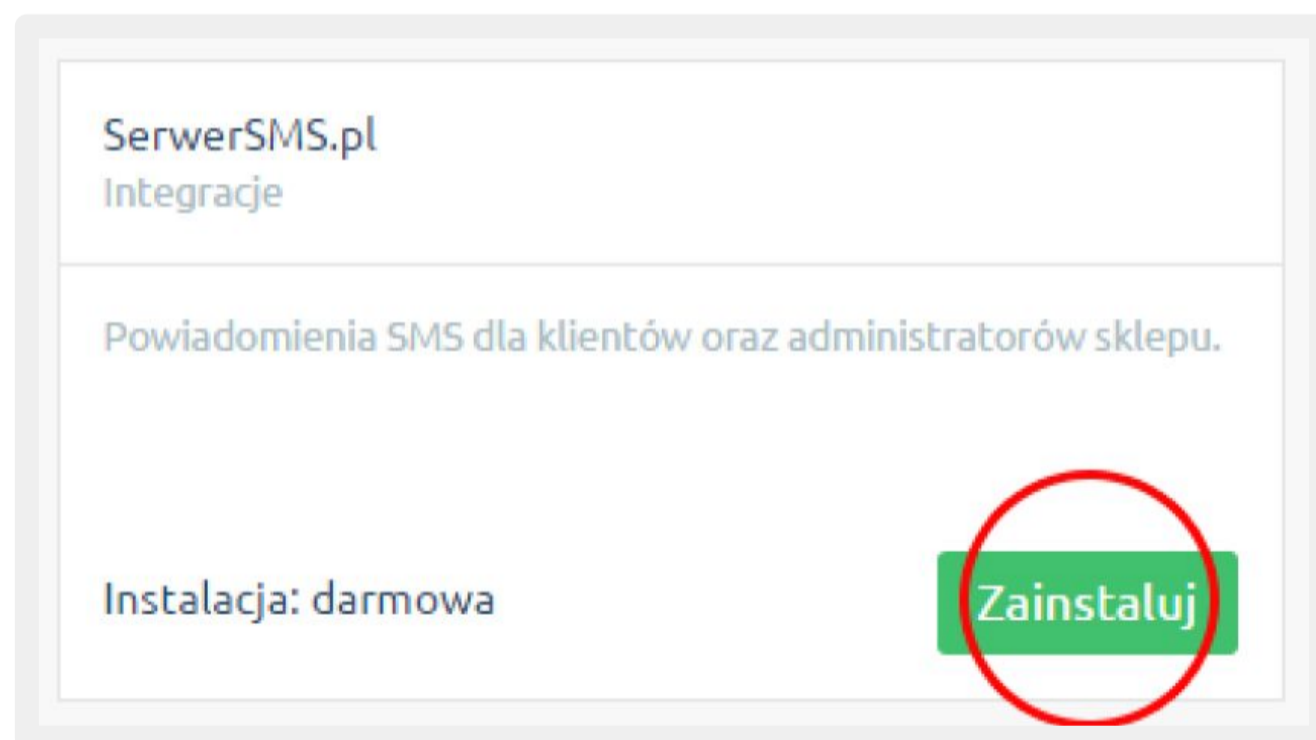 SerwerSMS.pl
Integracje
Powiadomienia SMS dla klientów oraz administratorów sklepu.
Instalacja: darmowa
Zainstaluj